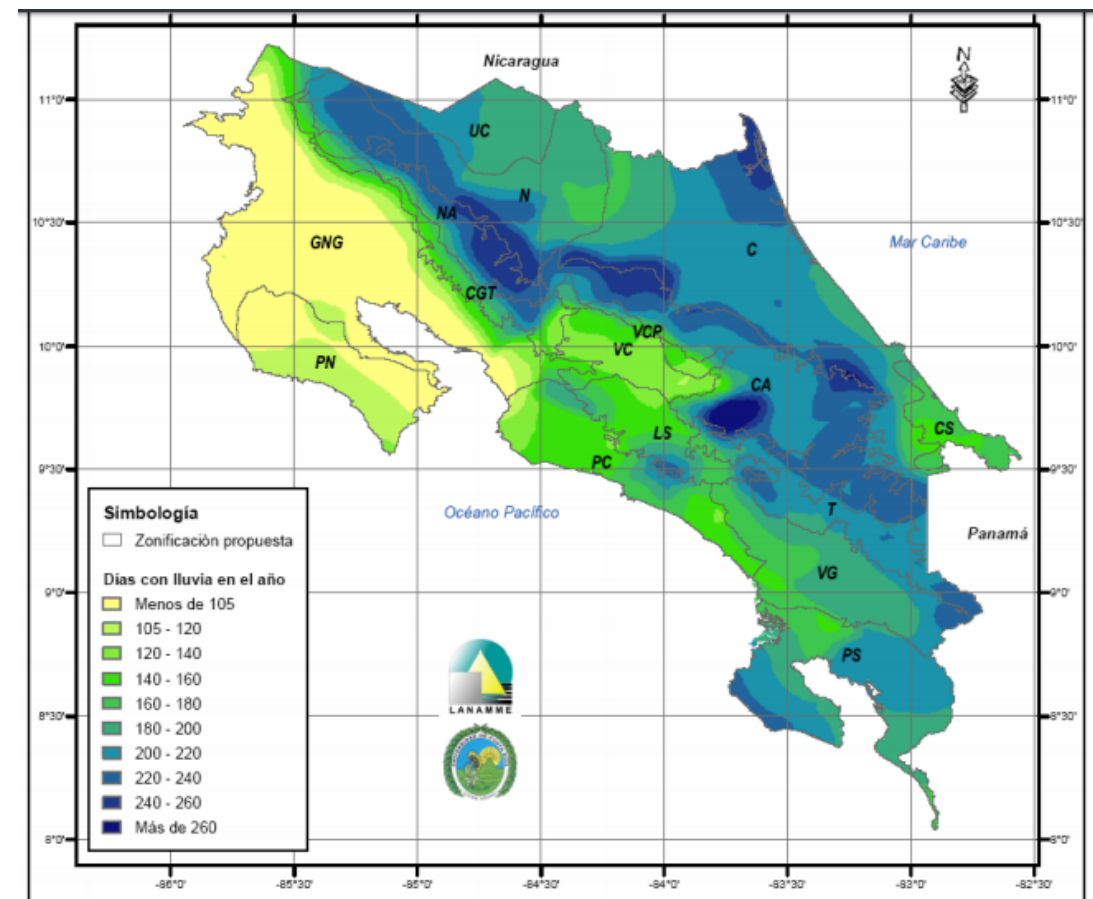 Nicaragua
N
11°0'
11°0'
UC
N
NA
10°30'
10°30'
GNG
C
Mar Caribe
CGT
VCP
VC
10°0'
10°0'
PN
CA
LS
CS
PC
9°30'
9°30'
Océano Pacífico
T
Panamá
VG
9°0'
9°0'
PS
8°30'
8°30'
8°0'
8°0'
Simbología
Zonificación propuesta
Dias con lluvia en el año
Menos de 105
105 - 120
120 - 140
140 - 160
160 - 180
180 - 200
200 - 220
220 - 240
240 - 260
Más de 260
LANAMME
-86°0'
-85°30'
-85°0'
-84°30'
-84°0'
-83°30'
-83°0'
-82°30'